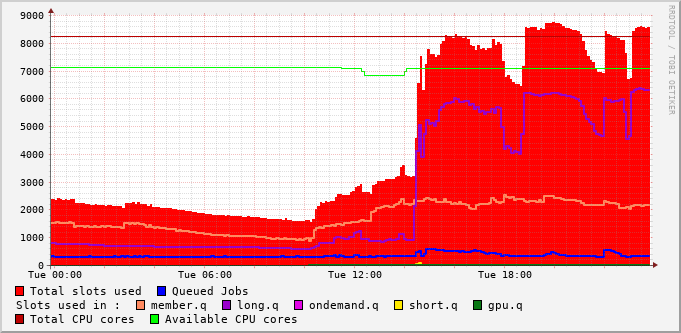 9000
8000
7000
6000
5000
4000
3000
2000
1000
0
Tue 00:00 Tue 06:00 Tue 12:00 Tue 18:00
Total slots used Queued Jobs
Slots used in : member.q long.q ondemand.q short.q gpu.q
Total CPU cores Available CPU cores
RRDTOOL / TOBI OETIKER